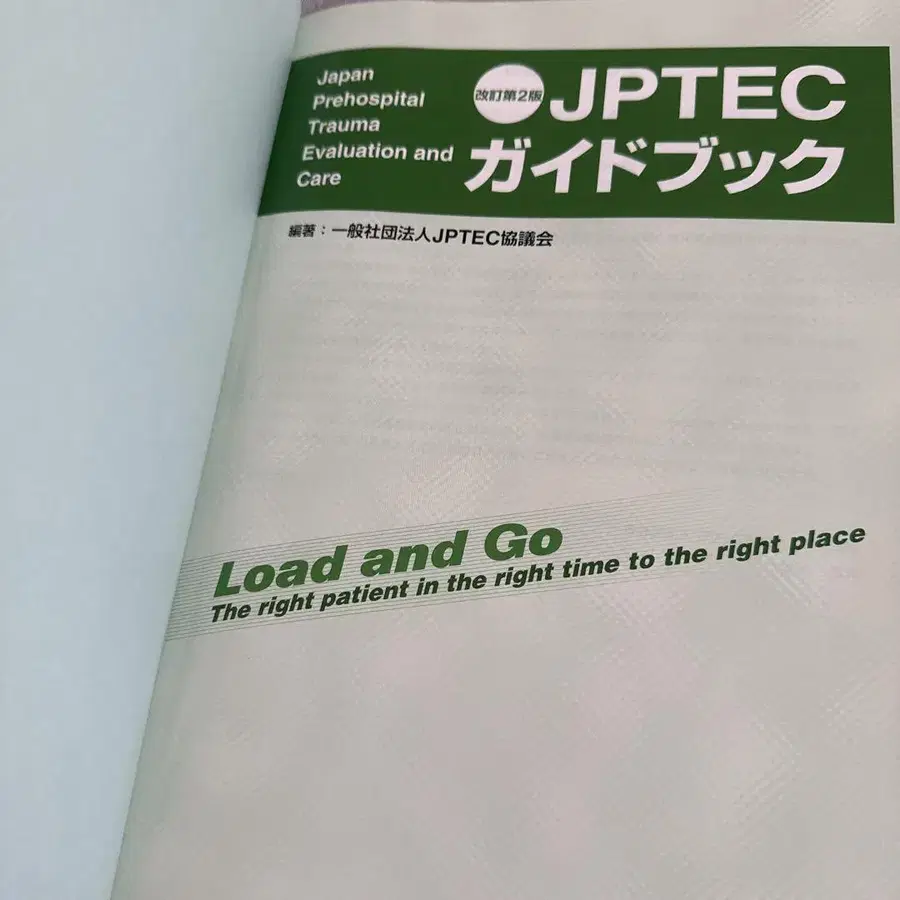 Japan
Prehospital
Trauma
Evaluation and
Care
改訂第2版
JPTEC
ガイドブック
編著：一般社団法人JPTEC協議会
Load and Go
The right patient in the right time to the right place